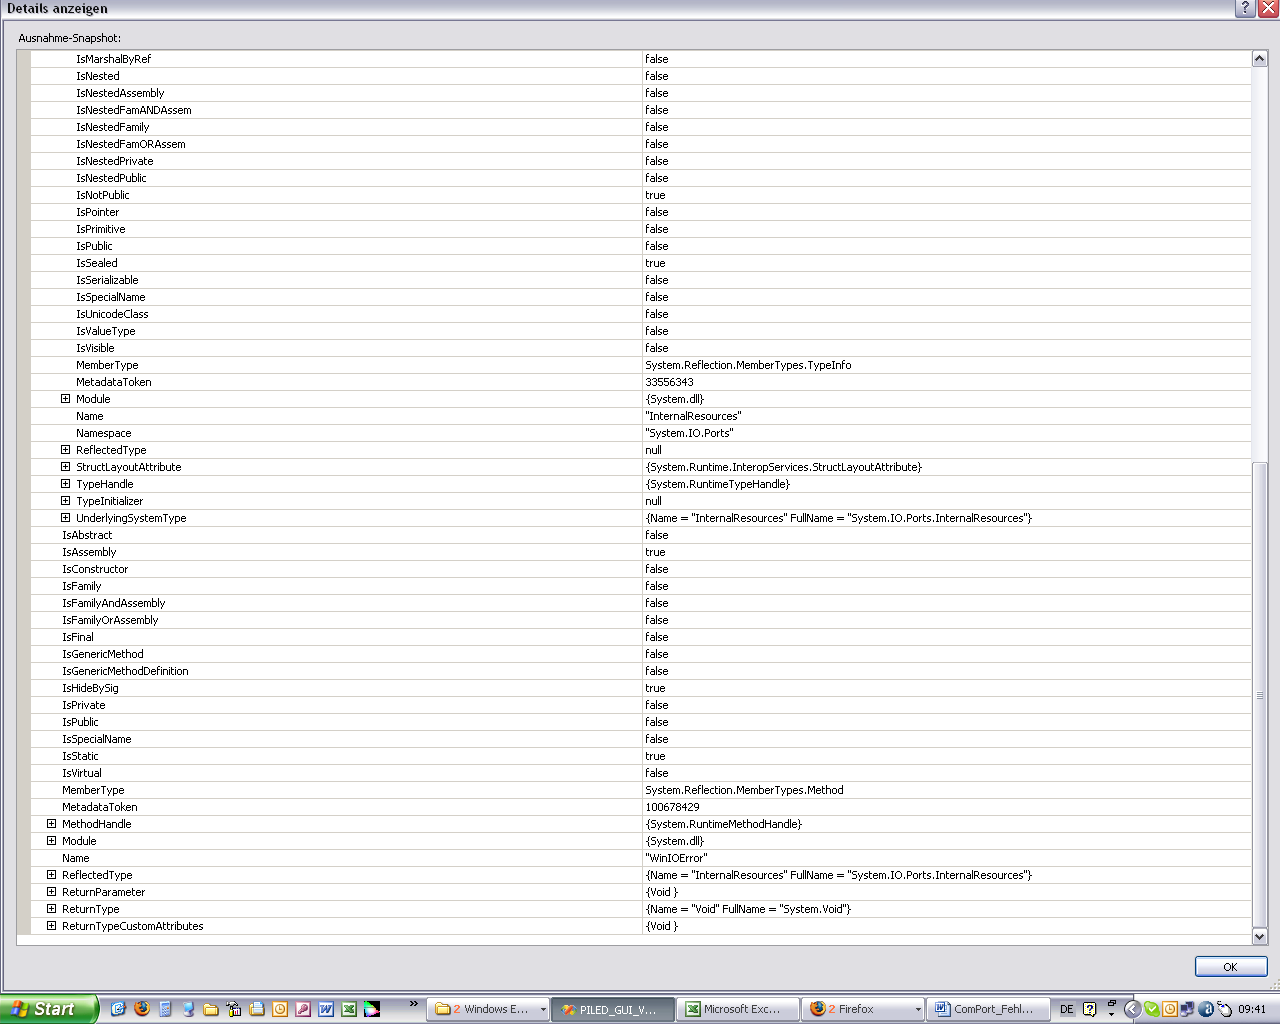 Details anzeigen
Ausnahme-Snapshot:
IsMarshalByRef false
IsNested false
IsNestedAssembly false
IsNestedFamANDAssem false
IsNestedFamily false
IsNestedFamORAssem false
IsNestedPrivate false
IsNestedPublic false
IsNotPublic true
IsPointer false
IsPrimitive false
IsPublic false
IsSealed true
IsSerializable false
IsSpecialName false
IsUnicodeClass false
IsValueType false
IsVisible false
MemberType System.Reflection.MemberTypes.TypeInfo
MetadataToken 33556343
Module {System.dll}
Name "InternalResources"
Namespace "System.IO.Ports"
ReflectedType null
StructLayoutAttribute {System.Runtime.InteropServices.StructLayoutAttribute}
TypeHandle {System.RuntimeTypeHandle}
TypeInitializer null
UnderlyingSystemType {Name = "InternalResources" FullName = "System.IO.Ports.InternalResources"}
IsAbstract false
IsAssembly true
IsConstructor false
IsFamily false
IsFamilyAndAssembly false
IsFamilyOrAssembly false
IsFinal false
IsGenericMethod false
IsGenericMethodDefinition false
IsHideBySig true
IsPrivate false
IsPublic false
IsSpecialName false
IsStatic true
IsVirtual false
MemberType System.Reflection.MemberTypes.Method
MetadataToken 100678429
MethodHandle {System.RuntimeMethodHandle}
Module {System.dll}
Name "WinIOError"
ReflectedType {Name = "InternalResources" FullName = "System.IO.Ports.InternalResources"}
ReturnParameter {Void }
ReturnType {Name = "Void" FullName = "System.Void"}
ReturnTypeCustomAttributes {Void }
OK
Start » 2 Windows E... PILED_GUI_V... Microsoft Exc... 2 Firefox ComPort_Fehl... DE 09:41